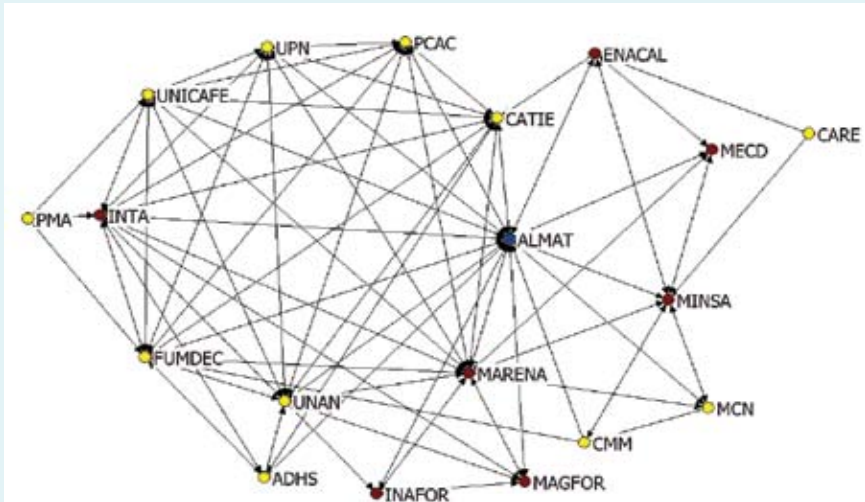 UPN
PCAC
ENACAL
UNICAFE
CATIE
CARE
MECD
PMA
INTA
ALMAT
MINSA
FUMDEC
MARENA
UNAN
MCN
CMM
ADHS
INAFOR
MAGFOR